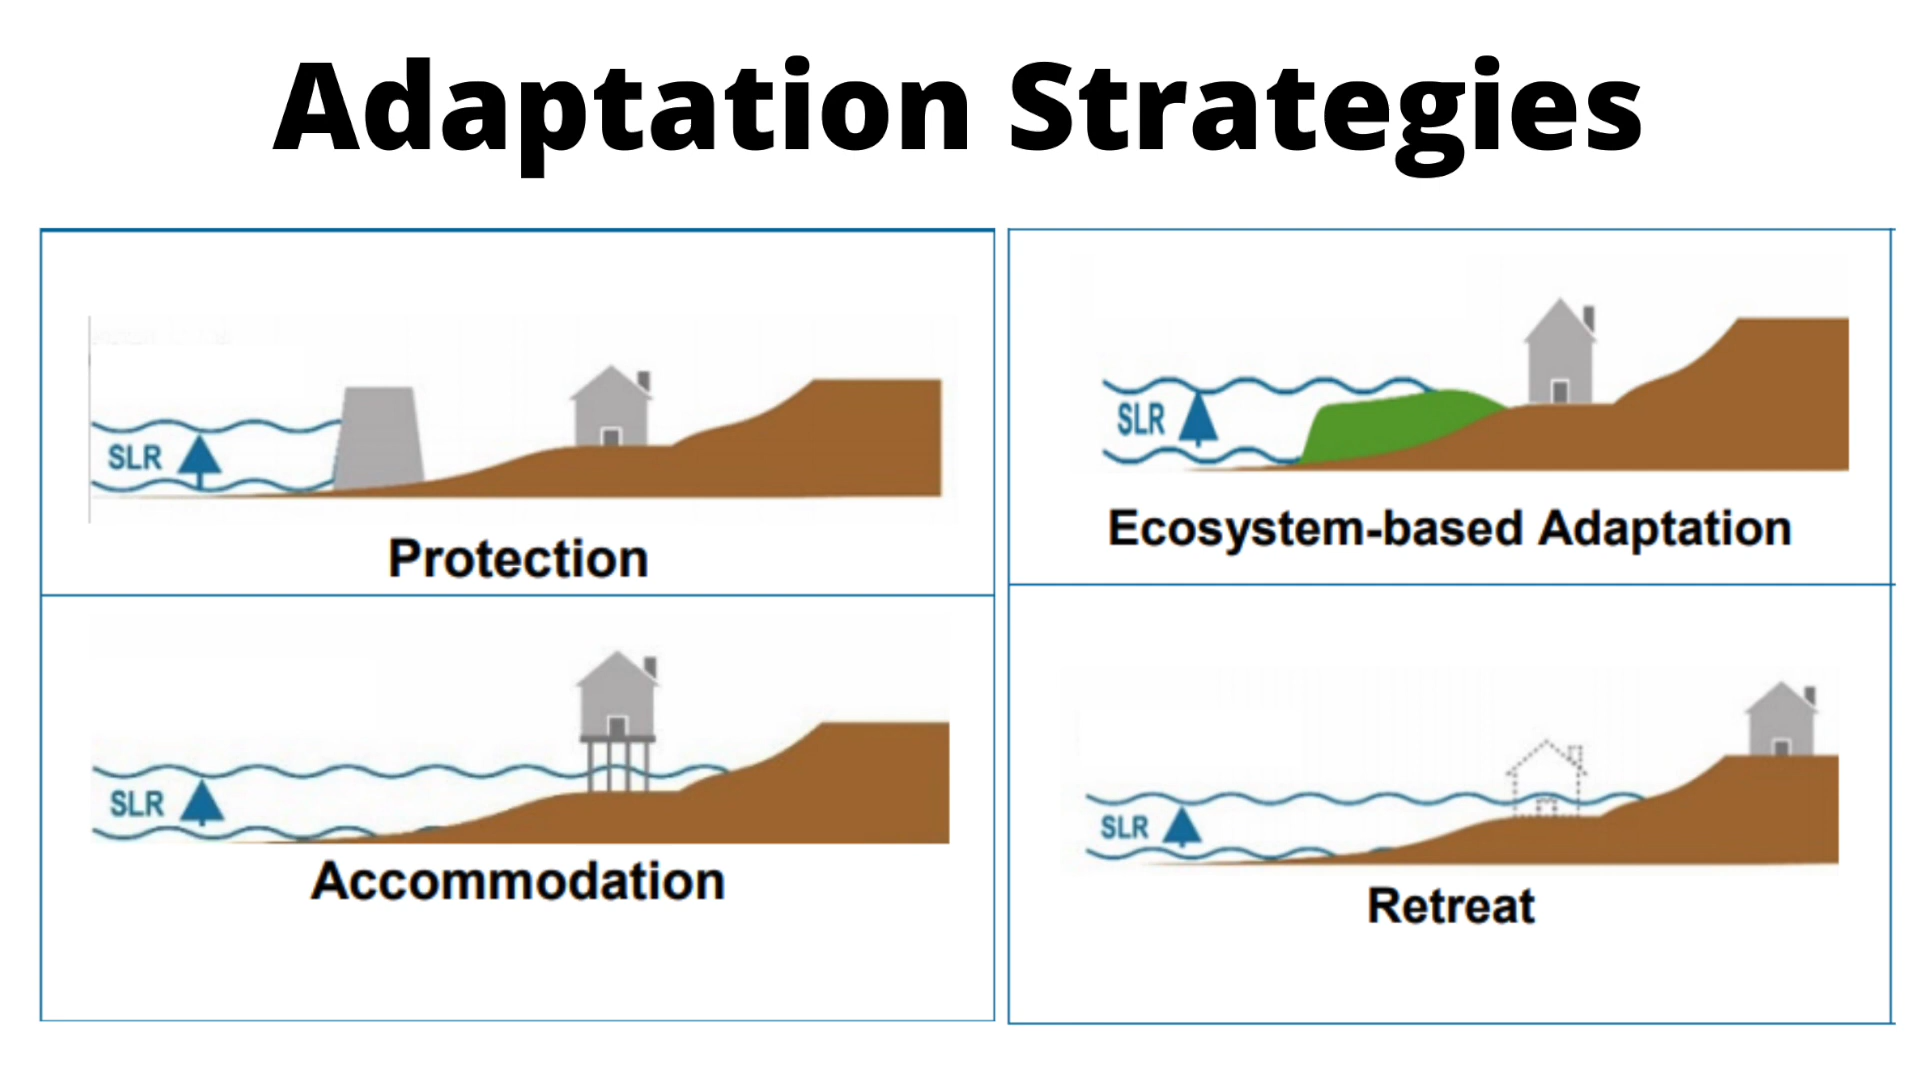 Adaptation Strategies
SLR
Protection
SLR
Ecosystem-based Adaptation
SLR
Accommodation
SLR
Retreat